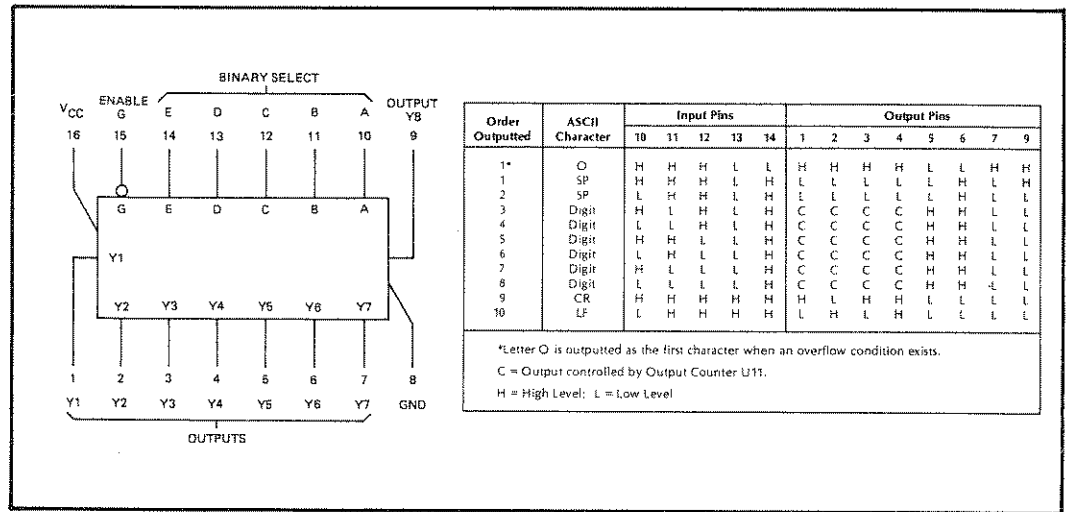 BINARY SELECT
VCC ENABLE G E D C B A OUTPUT Y8
16 15 14 13 12 11 10 9
G E D C B A
Y1
Y2 Y3 Y4 Y5 Y6 Y7
1 2 3 4 5 6 7 8
Y1 Y2 Y3 Y4 Y5 Y6 Y7 GND
OUTPUTS
Order Outputted ASCII Character Input Pins Output Pins
10 11 12 13 14 1 2 3 4 5 6 7 9
1* O H H H L L H H H H L L H H
1 SP H H H L H L L L L L H L H
2 SP L H H L H L L L L L H L L
3 Digit H L H L H C C C C H H L L
4 Digit L L H L H C C C C H H L L
5 Digit H H L L H C C C C H H L L
6 Digit L H L L H C C C C H H L L
7 Digit H L L L H C C C C H H L L
8 Digit L L L L H C C C C H H L L
9 CR H H H H H H L H H L L L L
10 LF L H H H H L H L H L L L L
*Letter O is outputted as the first character when an overflow condition exists.
C = Output controlled by Output Counter U11.
H = High Level; L = Low Level